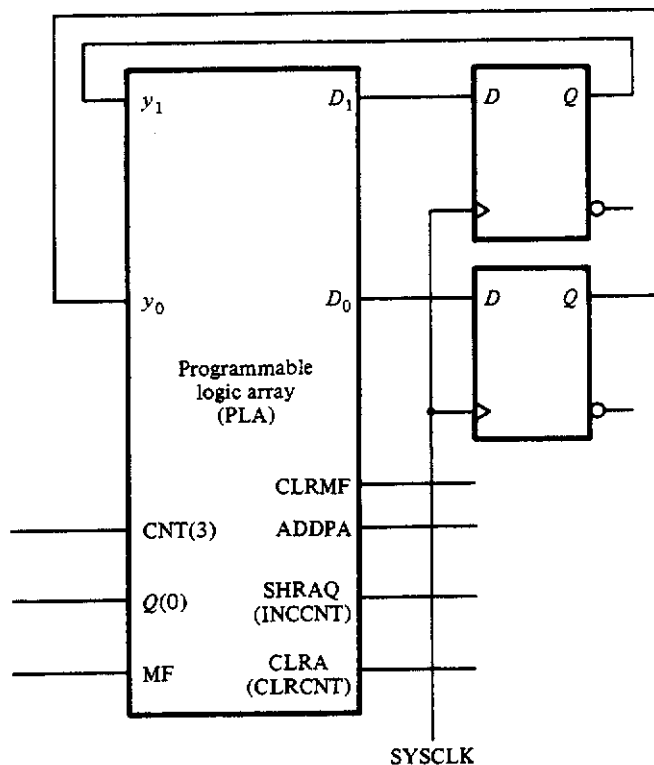 y₁ D₁ D Q
y₀ D₀ D Q
Programmable
logic array
(PLA)
CLRMF
CNT(3) ADDPA
Q(0) SHRAQ
(INCCNT)
MF CLRA
(CLRCNT)
SYSCLK